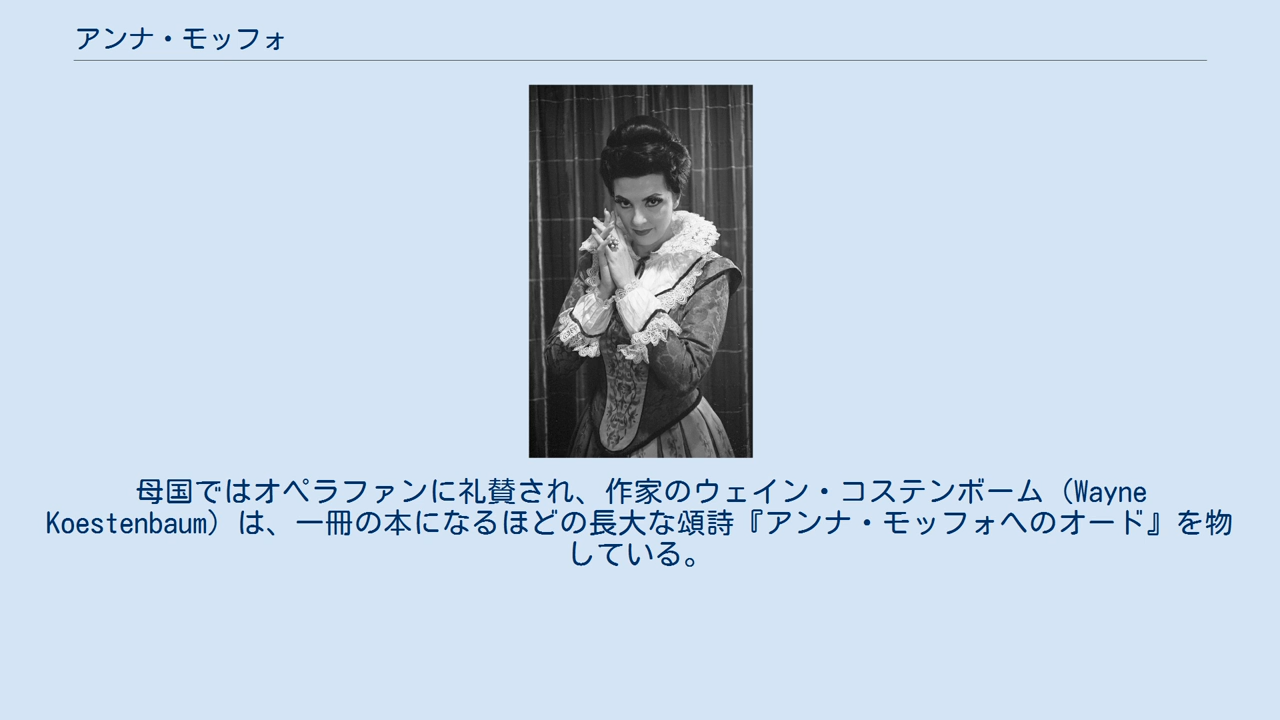 アンナ・モッフォ
母国ではオペラファンに礼賛され、作家のウェイン・コステンボーム（Wayne
Koestenbaum）は、一冊の本になるほどの長大な頌詩『アンナ・モッフォへのオード』を物
している。